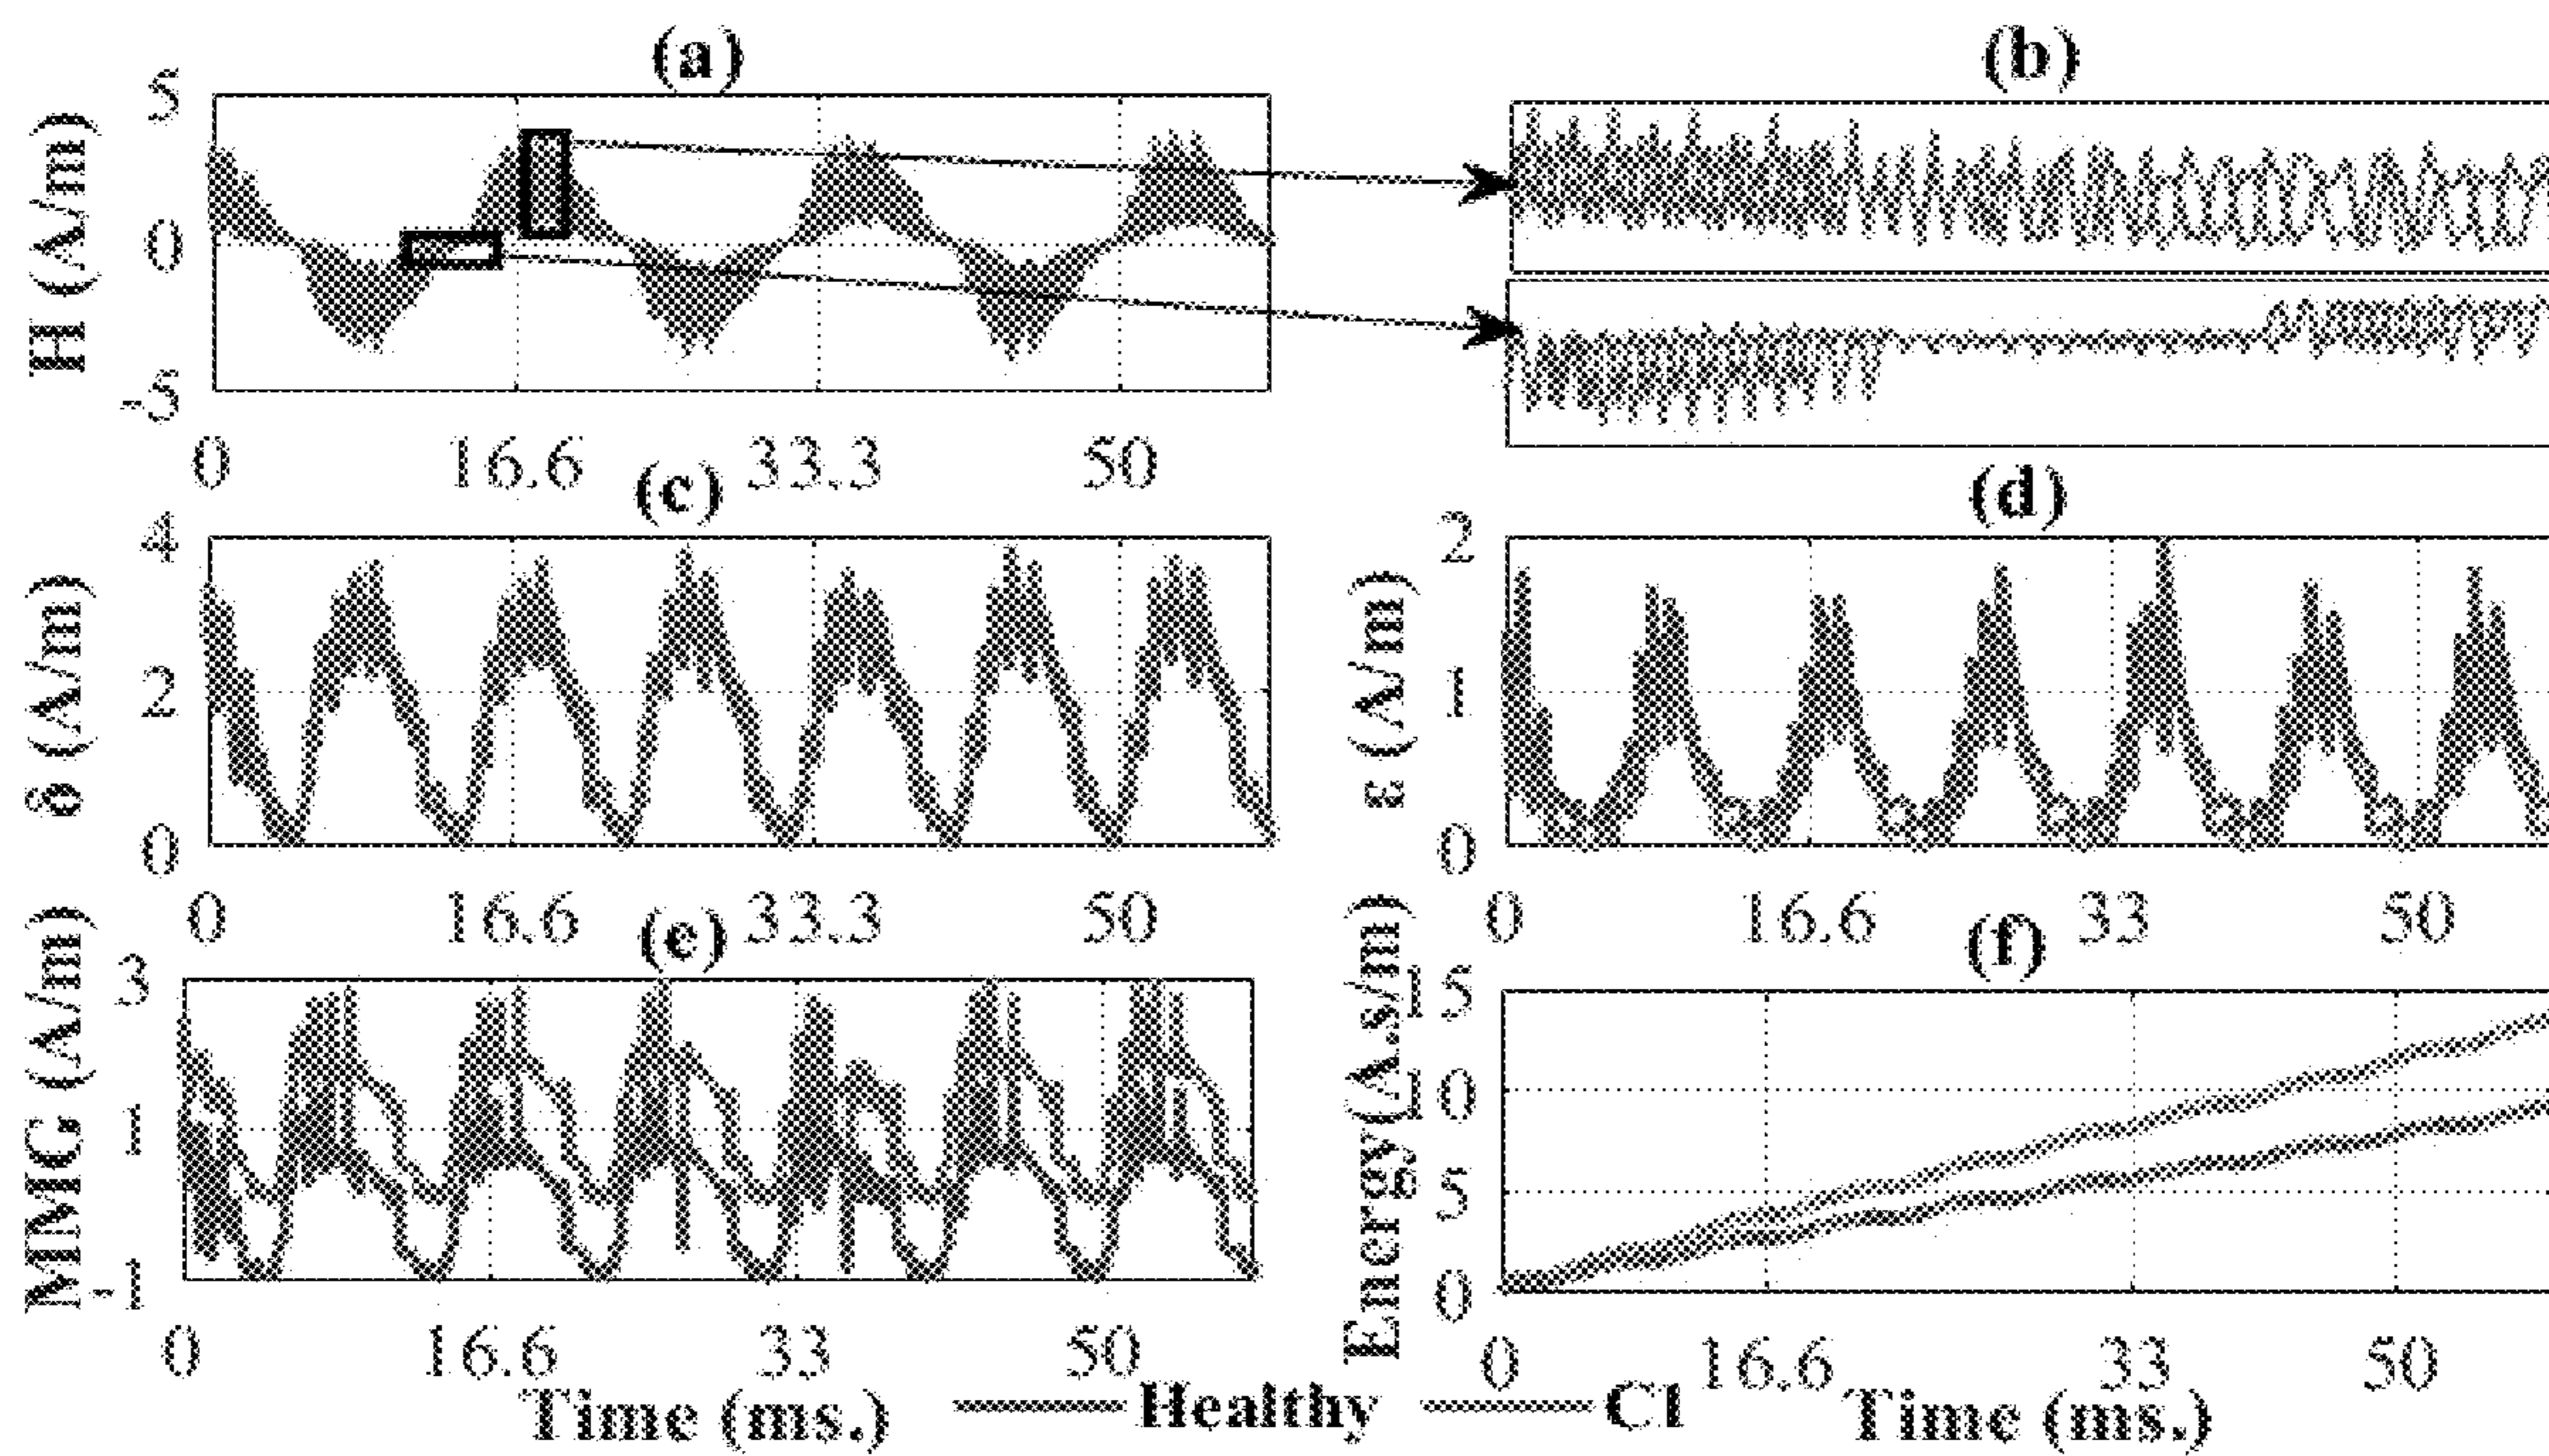 (a)
(b)
H (A/m)
5
0
-5
0 16.6 33.3 50
(c)
(d)
δ (A/m)
4
2
0
0 16.6 33.3 50
ε (A/m)
2
1
0
0 16.6 33 50
(e)
(f)
MMG (A/m)
3
1
-1
0 16.6 33 50
Time (ms.)
Energy(A.s/m)
15
10
5
0
0 16.6 33 50
Time (ms.)
Healthy C1